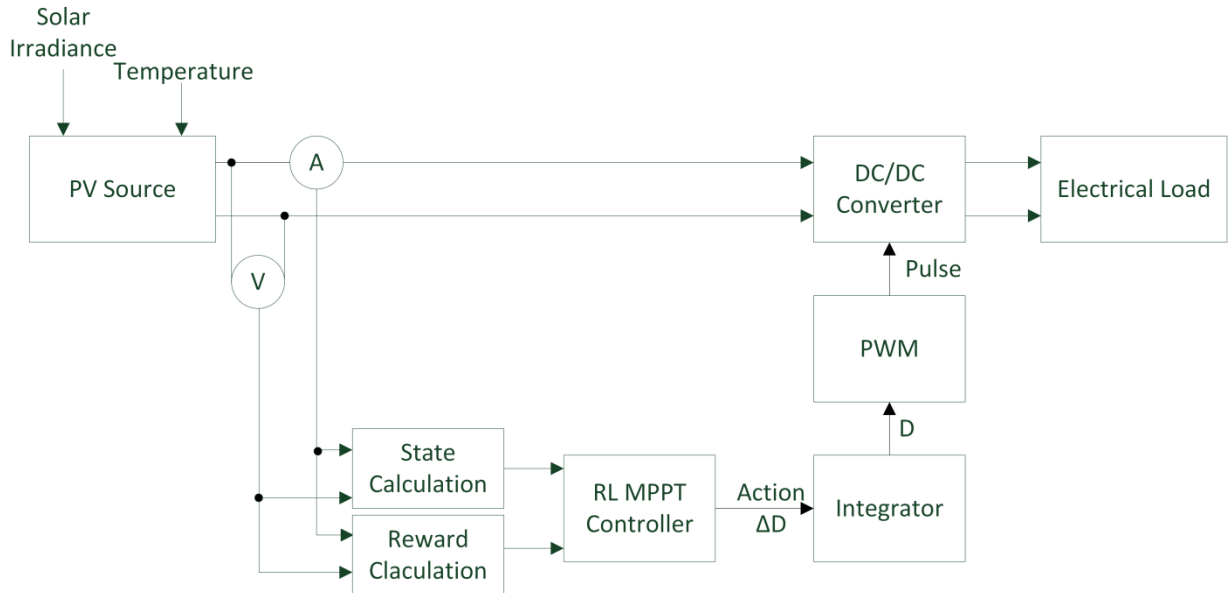 Solar
Irradiance
Temperature
PV Source
A
V
DC/DC
Converter
Electrical Load
Pulse
PWM
D
State
Calculation
Reward
Claculation
RL MPPT
Controller
Action
ΔD
Integrator